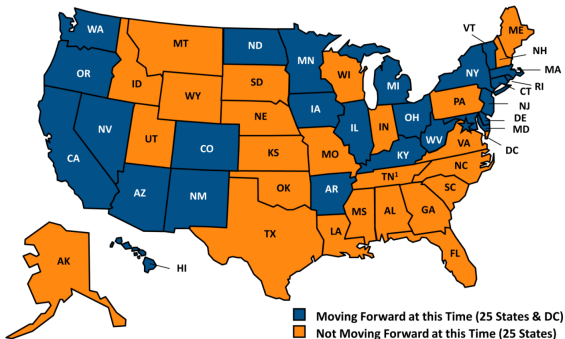 WA
OR
CA
NV
ID
MT
WY
UT
AZ
CO
NM
ND
SD
NE
KS
OK
TX
MN
IA
MO
AR
LA
WI
IL
MI
IN
OH
KY
TN¹
MS
AL
GA
FL
SC
NC
VA
WV
PA
NY
VT
ME
NH
MA
RI
CT
NJ
DE
MD
DC
AK
HI
Moving Forward at this Time (25 States & DC)
Not Moving Forward at this Time (25 States)